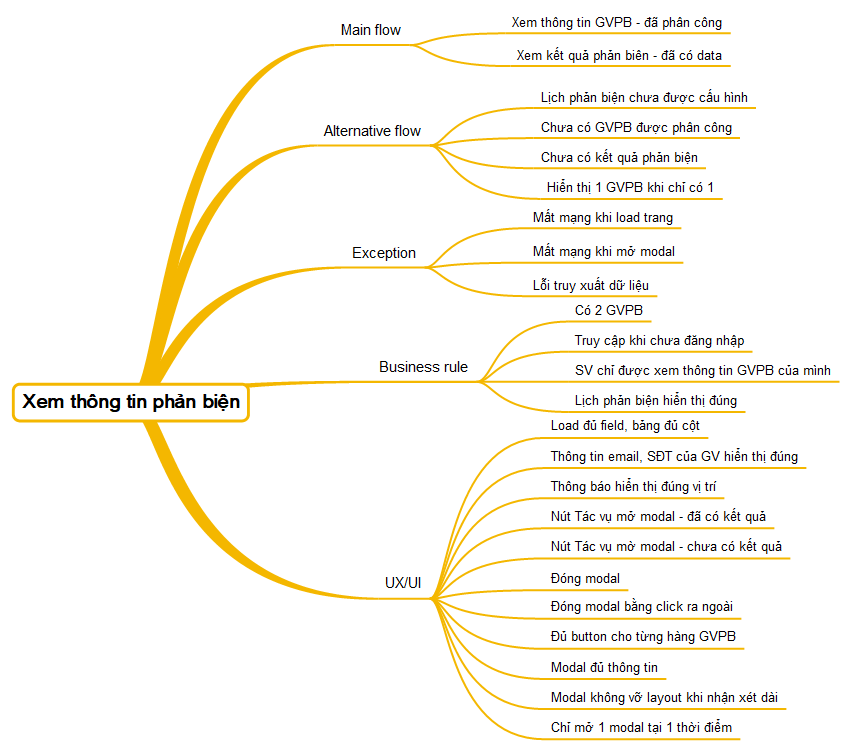 Main flow
Xem thông tin GVPB - đã phân công
Xem kết quả phản biên - đã có data
Alternative flow
Lịch phản biện chưa được cấu hình
Chưa có GVPB được phân công
Chưa có kết quả phản biện
Hiển thị 1 GVPB khi chỉ có 1
Exception
Mất mạng khi load trang
Mất mạng khi mở modal
Lỗi truy xuất dữ liệu
Business rule
Có 2 GVPB
Truy cập khi chưa đăng nhập
SV chỉ được xem thông tin GVPB của mình
Lịch phản biện hiển thị đúng
Xem thông tin phản biện
UX/UI
Load đủ field, bảng đủ cột
Thông tin email, SĐT của GV hiển thị đúng
Thông báo hiển thị đúng vị trí
Nút Tác vụ mở modal - đã có kết quả
Nút Tác vụ mờ modal - chưa có kết quả
Đóng modal
Đóng modal bằng click ra ngoài
Đủ button cho từng hàng GVPB
Modal đủ thông tin
Modal không vỡ layout khi nhận xét dài
Chỉ mở 1 modal tại 1 thời điểm